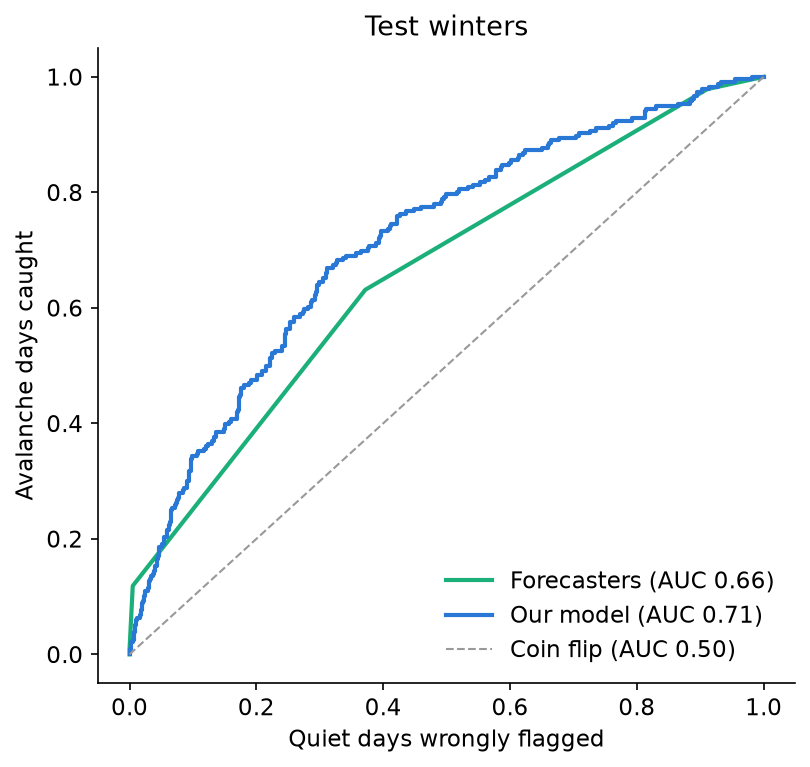 Test winters
Avalanche days caught
1.0
0.8
0.6
0.4
0.2
0.0
Forecasters (AUC 0.66)
Our model (AUC 0.71)
Coin flip (AUC 0.50)
0.0 0.2 0.4 0.6 0.8 1.0
Quiet days wrongly flagged